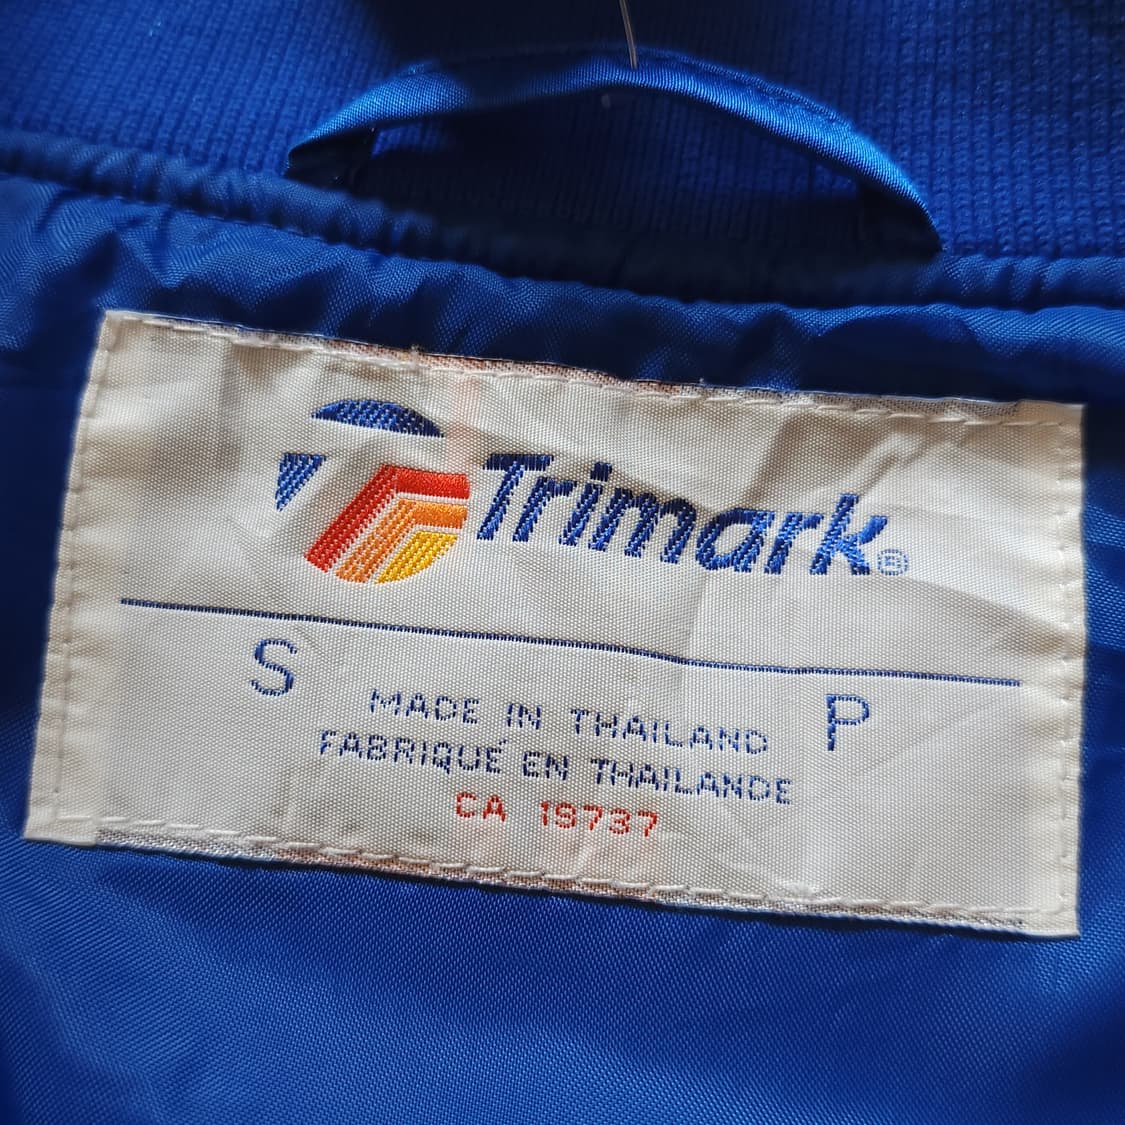 Trimark®
S P
MADE IN THAILAND
FABRIQUÉ EN THAILANDE
CA 19737